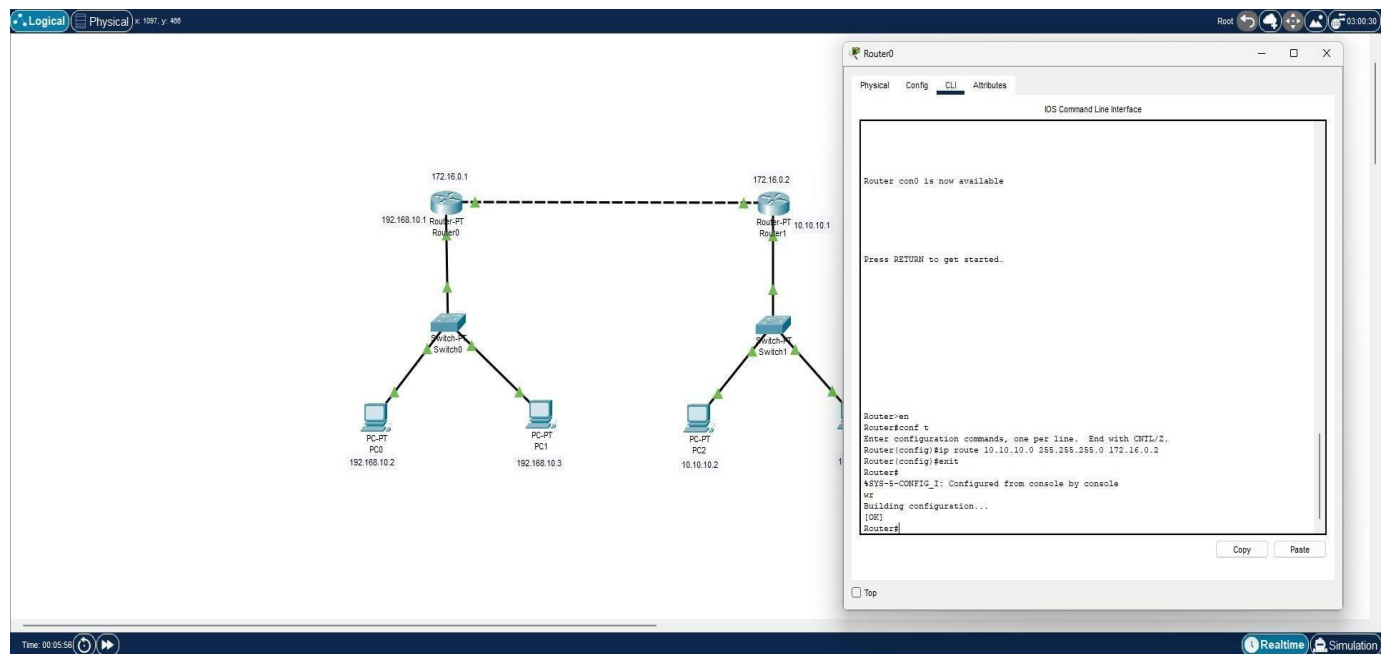 Logical
Physical
x: 1097, y: 466
Root
03:00:30
172.16.0.1
172.16.0.2
192.168.10.1
Router-PT
Router0
Router-PT
Router1
10.10.10.1
Switch-PT
Switch0
Switch-PT
Switch1
PC-PT
PC0
PC-PT
PC1
PC-PT
PC2
192.168.10.2
192.168.10.3
10.10.10.2
1
Router0
Physical
Config
CLI
Attributes
IOS Command Line Interface
Router con0 is now available
Press RETURN to get started.
Router>en
Router#conf t
Enter configuration commands, one per line. End with CNTL/Z.
Router(config)#ip route 10.10.10.0 255.255.255.0 172.16.0.2
Router(config)#exit
Router#
%SYS-5-CONFIG_I: Configured from console by console
wr
Building configuration...
[OK]
Router#
Copy
Paste
Top
Time: 00:05:56
Realtime
Simulation